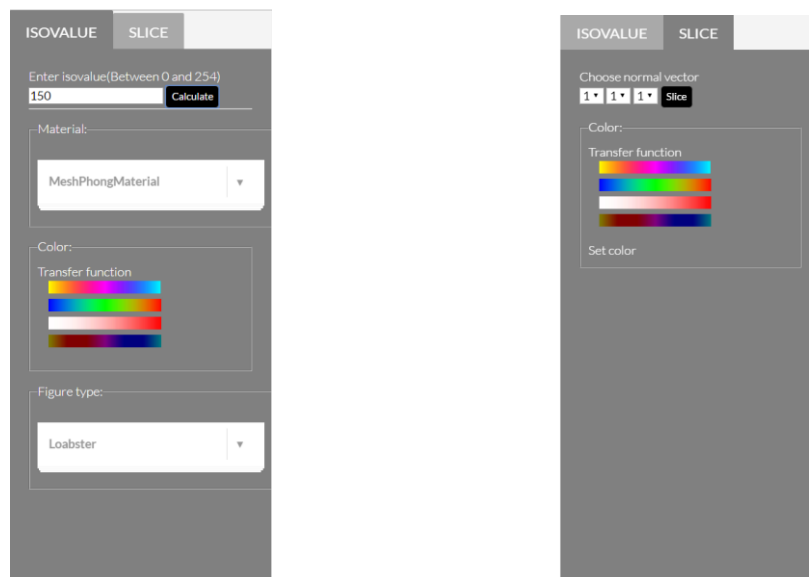 ISOVALUE SLICE
Enter isovalue(Between 0 and 254)
150 Calculate
Material:
MeshPhongMaterial
Color:
Transfer function
Figure type:
Loabster
ISOVALUE SLICE
Choose normal vector
1 1 1 Slice
Color:
Transfer function
Set color